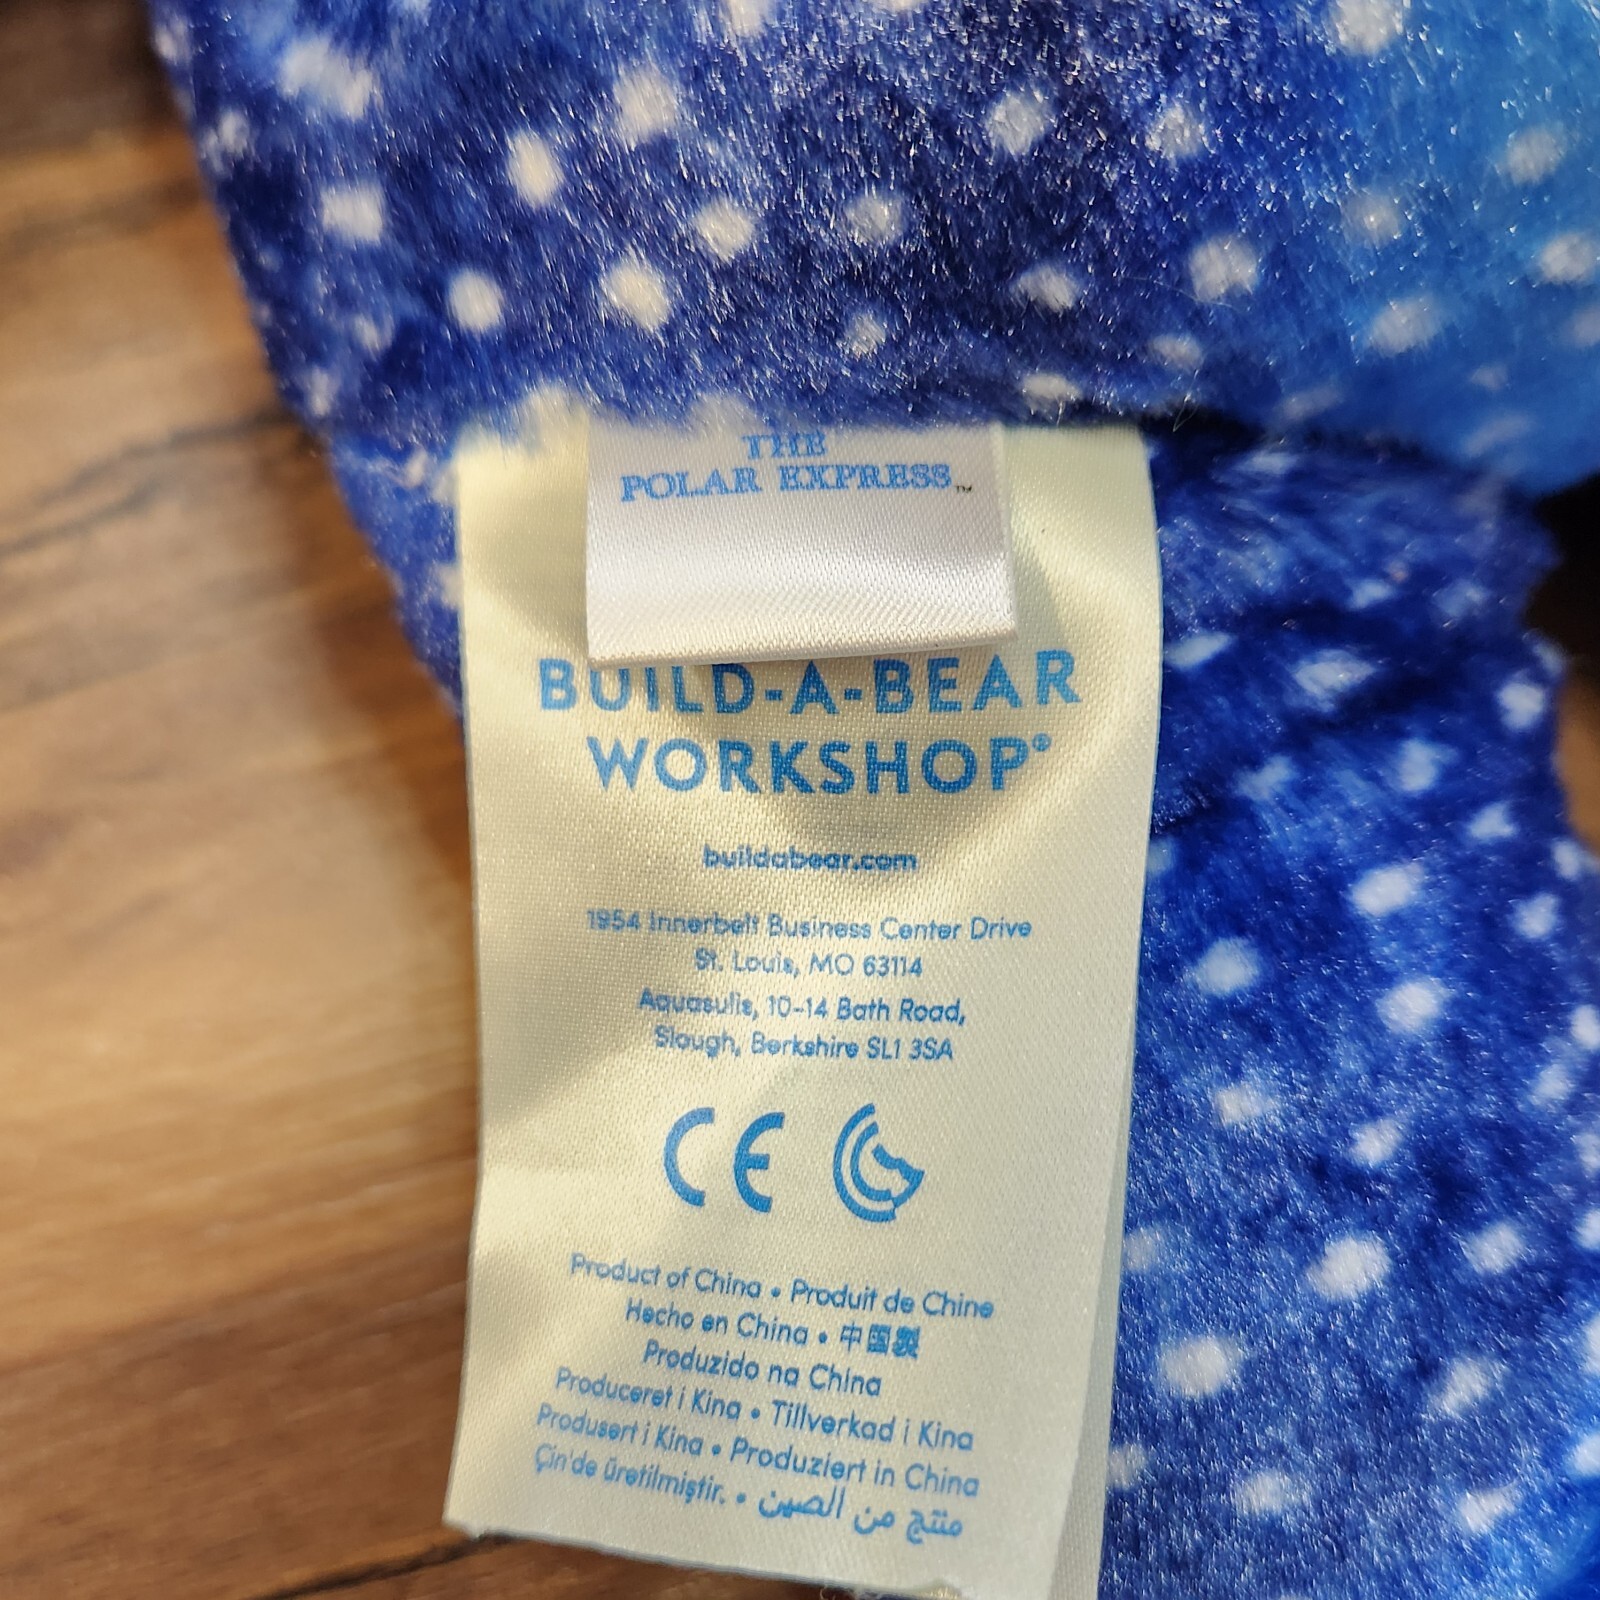 THE
POLAR EXPRESS™
BUILD-A-BEAR
WORKSHOP®
buildabear.com
1954 Innerbelt Business Center Drive
St. Louis, MO 63114
Aquasulis, 10-14 Bath Road,
Slough, Berkshire SL1 3SA
CE
Product of China • Produit de Chine
Hecho en China • 中国製
Produzido na China
Produceret i Kina • Tillverkad i Kina
Produsert i Kina • Produziert in China
Çin'de üretilmiştir. • منتج من الصين